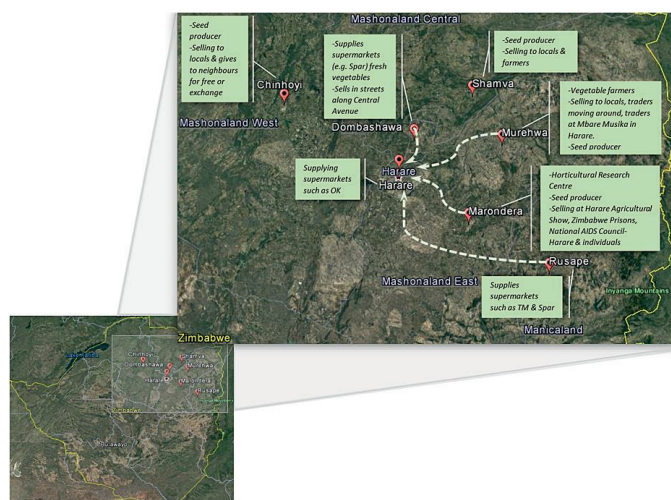 Mashonaland Central
-Seed
producer
-Selling to
locals & gives
to neighbours
for free or
exchange
Chinhoyi
Mashonaland West
-Supplies
supermarkets
(e.g. Spar) fresh
vegetables
-Sells in streets
along Central
Avenue
Dombashawa
-Seed producer
-Selling to locals &
farmers
Shamva
-Vegetable farmers
-Selling to locals, traders
moving around, traders
at Mbare Musika in
Harare.
-Seed producer
Murehwa
Supplying
supermarkets
such as OK
Harare
Harare
-Horticultural Research
Centre
-Seed producer
-Selling at Harare Agricultural
Show, Zimbabwe Prisons,
National AIDS Council-
Harare & individuals
Marondera
Rusape
Mashonaland East
Supplies
supermarkets
such as TM & Spar
Inyanga Mountains
Manicaland
Zimbabwe
Chinhoyi
Shamva
Dombashawa
Murehwa
Harare
Marondera
Rusape
Zimbabwe
Bulawayo